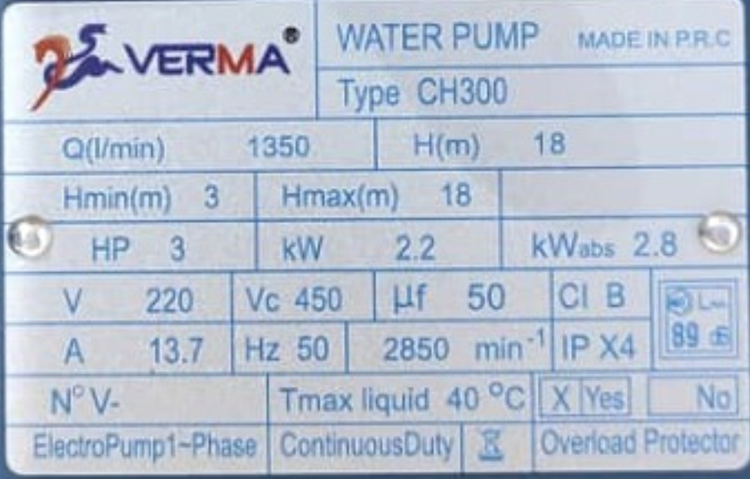 VERMA®
WATER PUMP MADE IN P.R.C
Type CH300
Q(l/min) 1350 H(m) 18
Hmin(m) 3 Hmax(m) 18
HP 3 kW 2.2 kWabs 2.8
V 220 Vc 450 µf 50 Cl B
A 13.7 Hz 50 2850 min⁻¹ IP X4 89
N° V- Tmax liquid 40 °C X Yes No
ElectroPump1~Phase ContinuousDuty Overload Protector